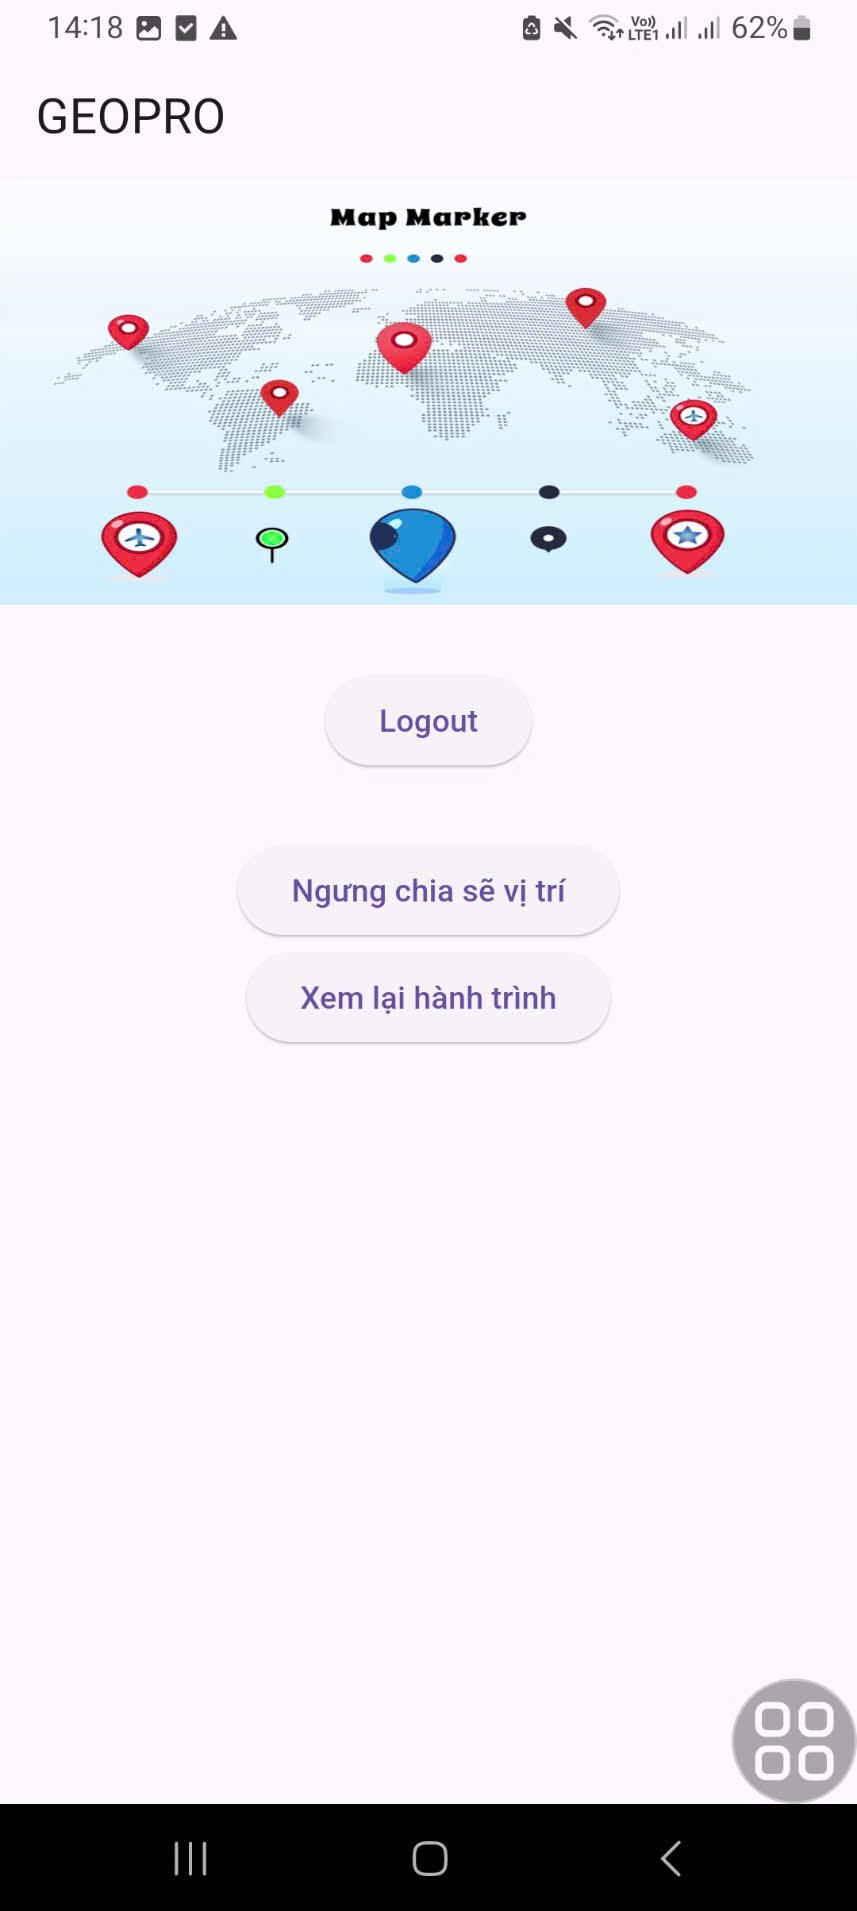 14:18 Vo) LTE1 62%
GEOPRO
Map Marker
Logout
Ngưng chia sẽ vị trí
Xem lại hành trình